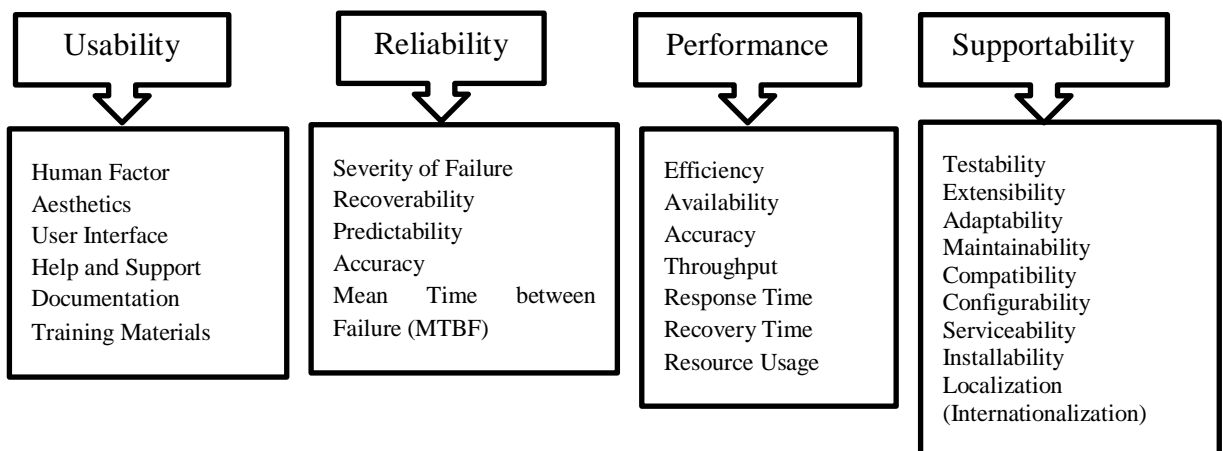 Usability
Human Factor
Aesthetics
User Interface
Help and Support
Documentation
Training Materials
Reliability
Severity of Failure
Recoverability
Predictability
Accuracy
Mean Time between
Failure (MTBF)
Performance
Efficiency
Availability
Accuracy
Throughput
Response Time
Recovery Time
Resource Usage
Supportability
Testability
Extensibility
Adaptability
Maintainability
Compatibility
Configurability
Serviceability
Installability
Localization
(Internationalization)